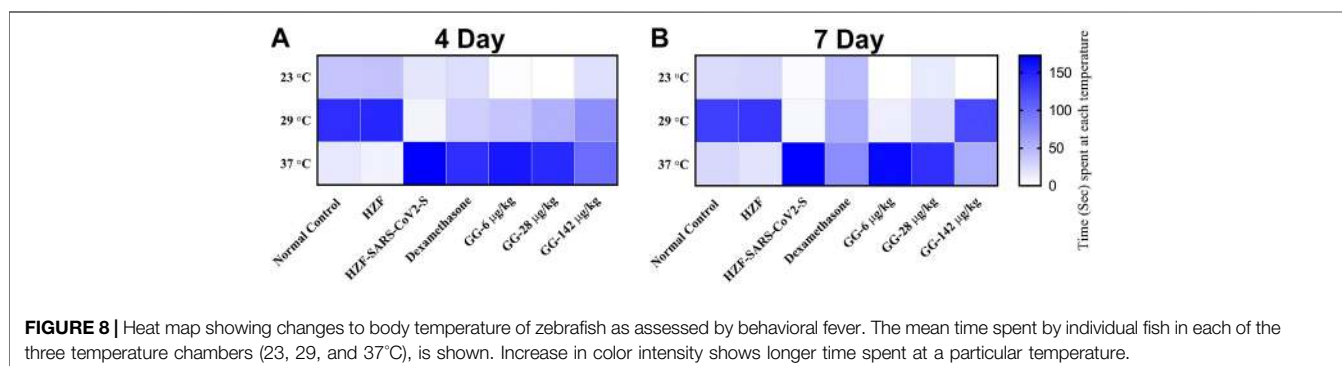 A 4 Day
B 7 Day
23 °C
29 °C
37 °C
Normal Control
HZF
HZF-SARS-CoV2-S
Dexamethasone
GG-6 µg/kg
GG-28 µg/kg
GG-142 µg/kg
23 °C
29 °C
37 °C
Normal Control
HZF
HZF-SARS-CoV2-S
Dexamethasone
GG-6 µg/kg
GG-28 µg/kg
GG-142 µg/kg
150
100
50
0
Time (Sec) spent at each temperature
FIGURE 8 | Heat map showing changes to body temperature of zebrafish as assessed by behavioral fever. The mean time spent by individual fish in each of the
three temperature chambers (23, 29, and 37°C), is shown. Increase in color intensity shows longer time spent at a particular temperature.